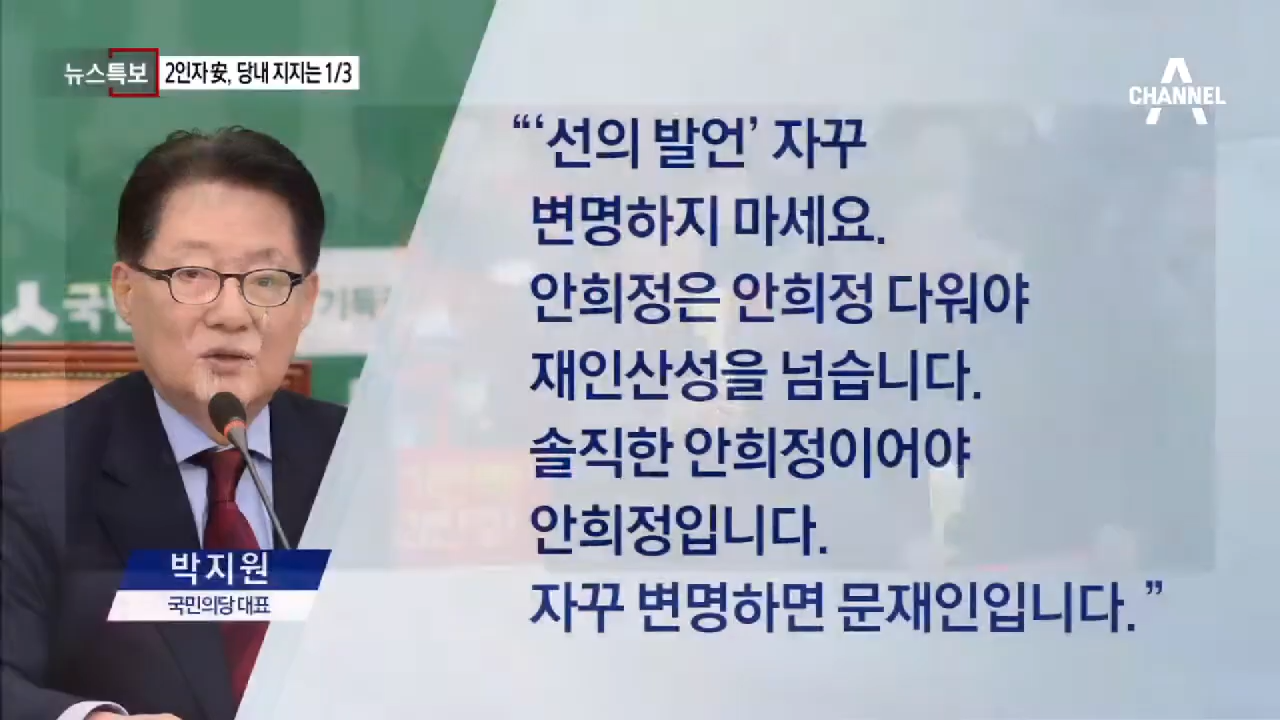 뉴스특보
2인자 安, 당내 지지는 1/3
CHANNEL A
“‘선의 발언’ 자꾸
변명하지 마세요.
안희정은 안희정 다워야
재인산성을 넘습니다.
솔직한 안희정이어야
안희정입니다.
자꾸 변명하면 문재인입니다.”
국민
기득
박지원
국민의당 대표